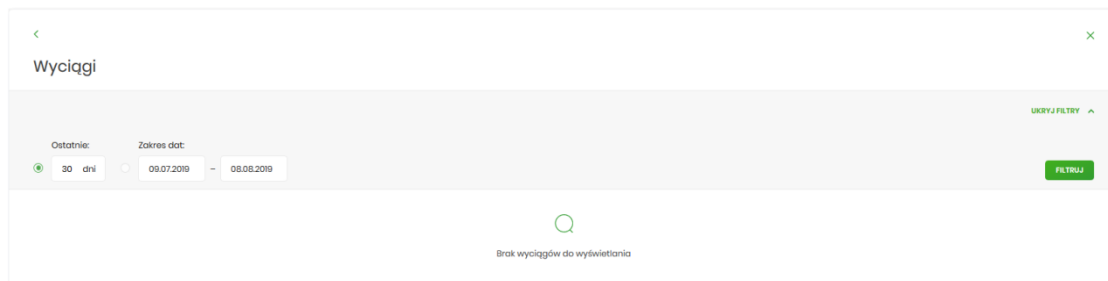 Wyciągi
UKRYJ FILTRY
Ostatnie: Zakres dat:
30 dni 09.07.2019 – 08.08.2019 FILTRUJ
Brak wyciągów do wyświetlania